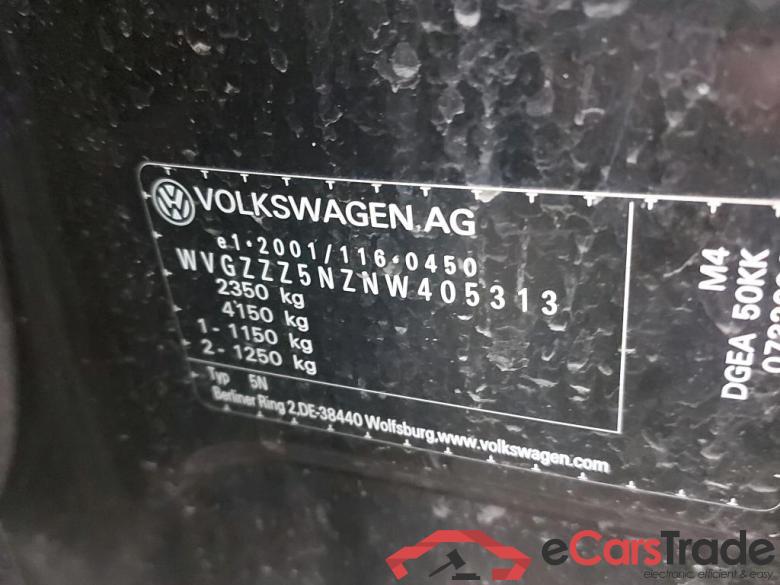 VOLKSWAGEN AG
e1*2001/116*0450
WVGZZZ5NZNW405313
2350 kg
4150 kg
1- 1150 kg
2- 1250 kg
Typ 5N
Berliner Ring 2,DE-38440 Wolfsburg,www.volkswagen.com
M4
DGEA 50KK
eCarsTrade
electronic, efficient & easy